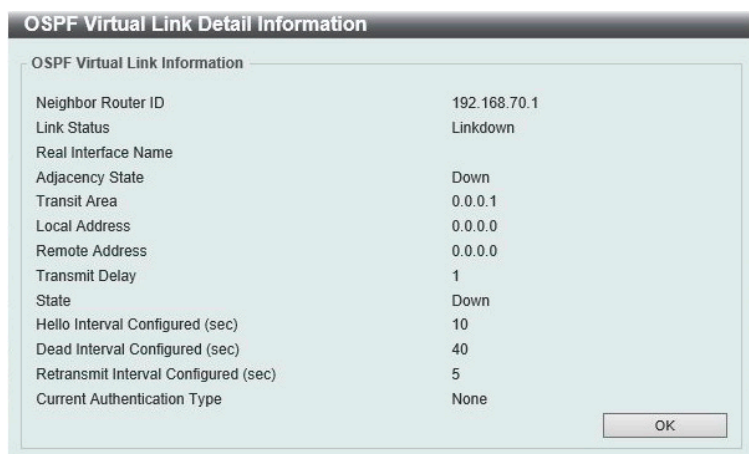 OSPF Virtual Link Detail Information
OSPF Virtual Link Information
Neighbor Router ID 192.168.70.1
Link Status Linkdown
Real Interface Name
Adjacency State Down
Transit Area 0.0.0.1
Local Address 0.0.0.0
Remote Address 0.0.0.0
Transmit Delay 1
State Down
Hello Interval Configured (sec) 10
Dead Interval Configured (sec) 40
Retransmit Interval Configured (sec) 5
Current Authentication Type None
OK